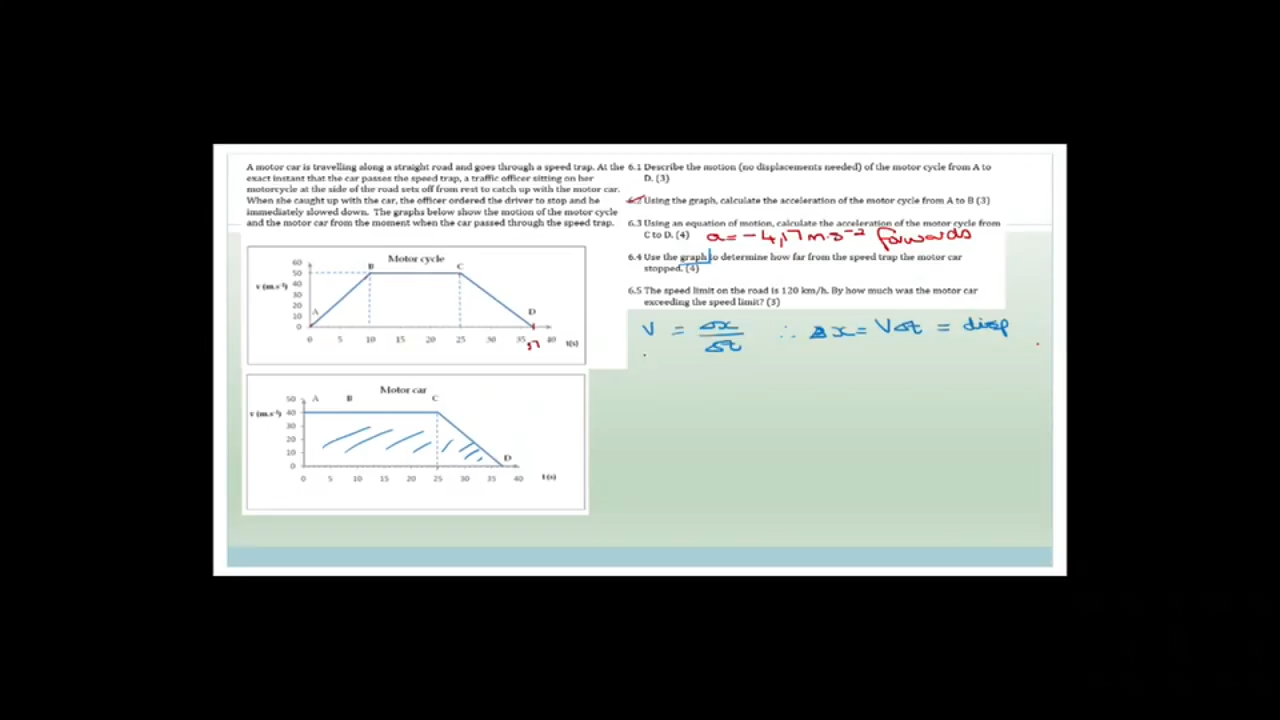 A motor car is travelling along a straight road and goes through a speed trap. At the
exact instant that the car passes the speed trap, a traffic officer sitting on her
motorcycle at the side of the road sets off from rest to catch up with the motor car.
When she caught up with the car, the officer ordered the driver to stop and he
immediately slowed down. The graphs below show the motion of the motor cycle
and the motor car from the moment when the car passed through the speed trap.
Motor cycle
v (m.s⁻¹)
60
50
40
30
20
10
0
A
B
C
D
0 5 10 15 20 25 30 35 40 t(s)
37
Motor car
v (m.s⁻¹)
50
40
30
20
10
0
A
B
C
D
0 5 10 15 20 25 30 35 40 t(s)
6.1 Describe the motion (no displacements needed) of the motor cycle from A to
D. (3)
6.2 Using the graph, calculate the acceleration of the motor cycle from A to B (3)
6.3 Using an equation of motion, calculate the acceleration of the motor cycle from
C to D. (4) a = -4,17 m·s⁻² forwards
6.4 Use the graph to determine how far from the speed trap the motor car
stopped. (4)
6.5 The speed limit on the road is 120 km/h. By how much was the motor car
exceeding the speed limit? (3)
V = Δx/Δt ∴ Δx = VΔt = disp